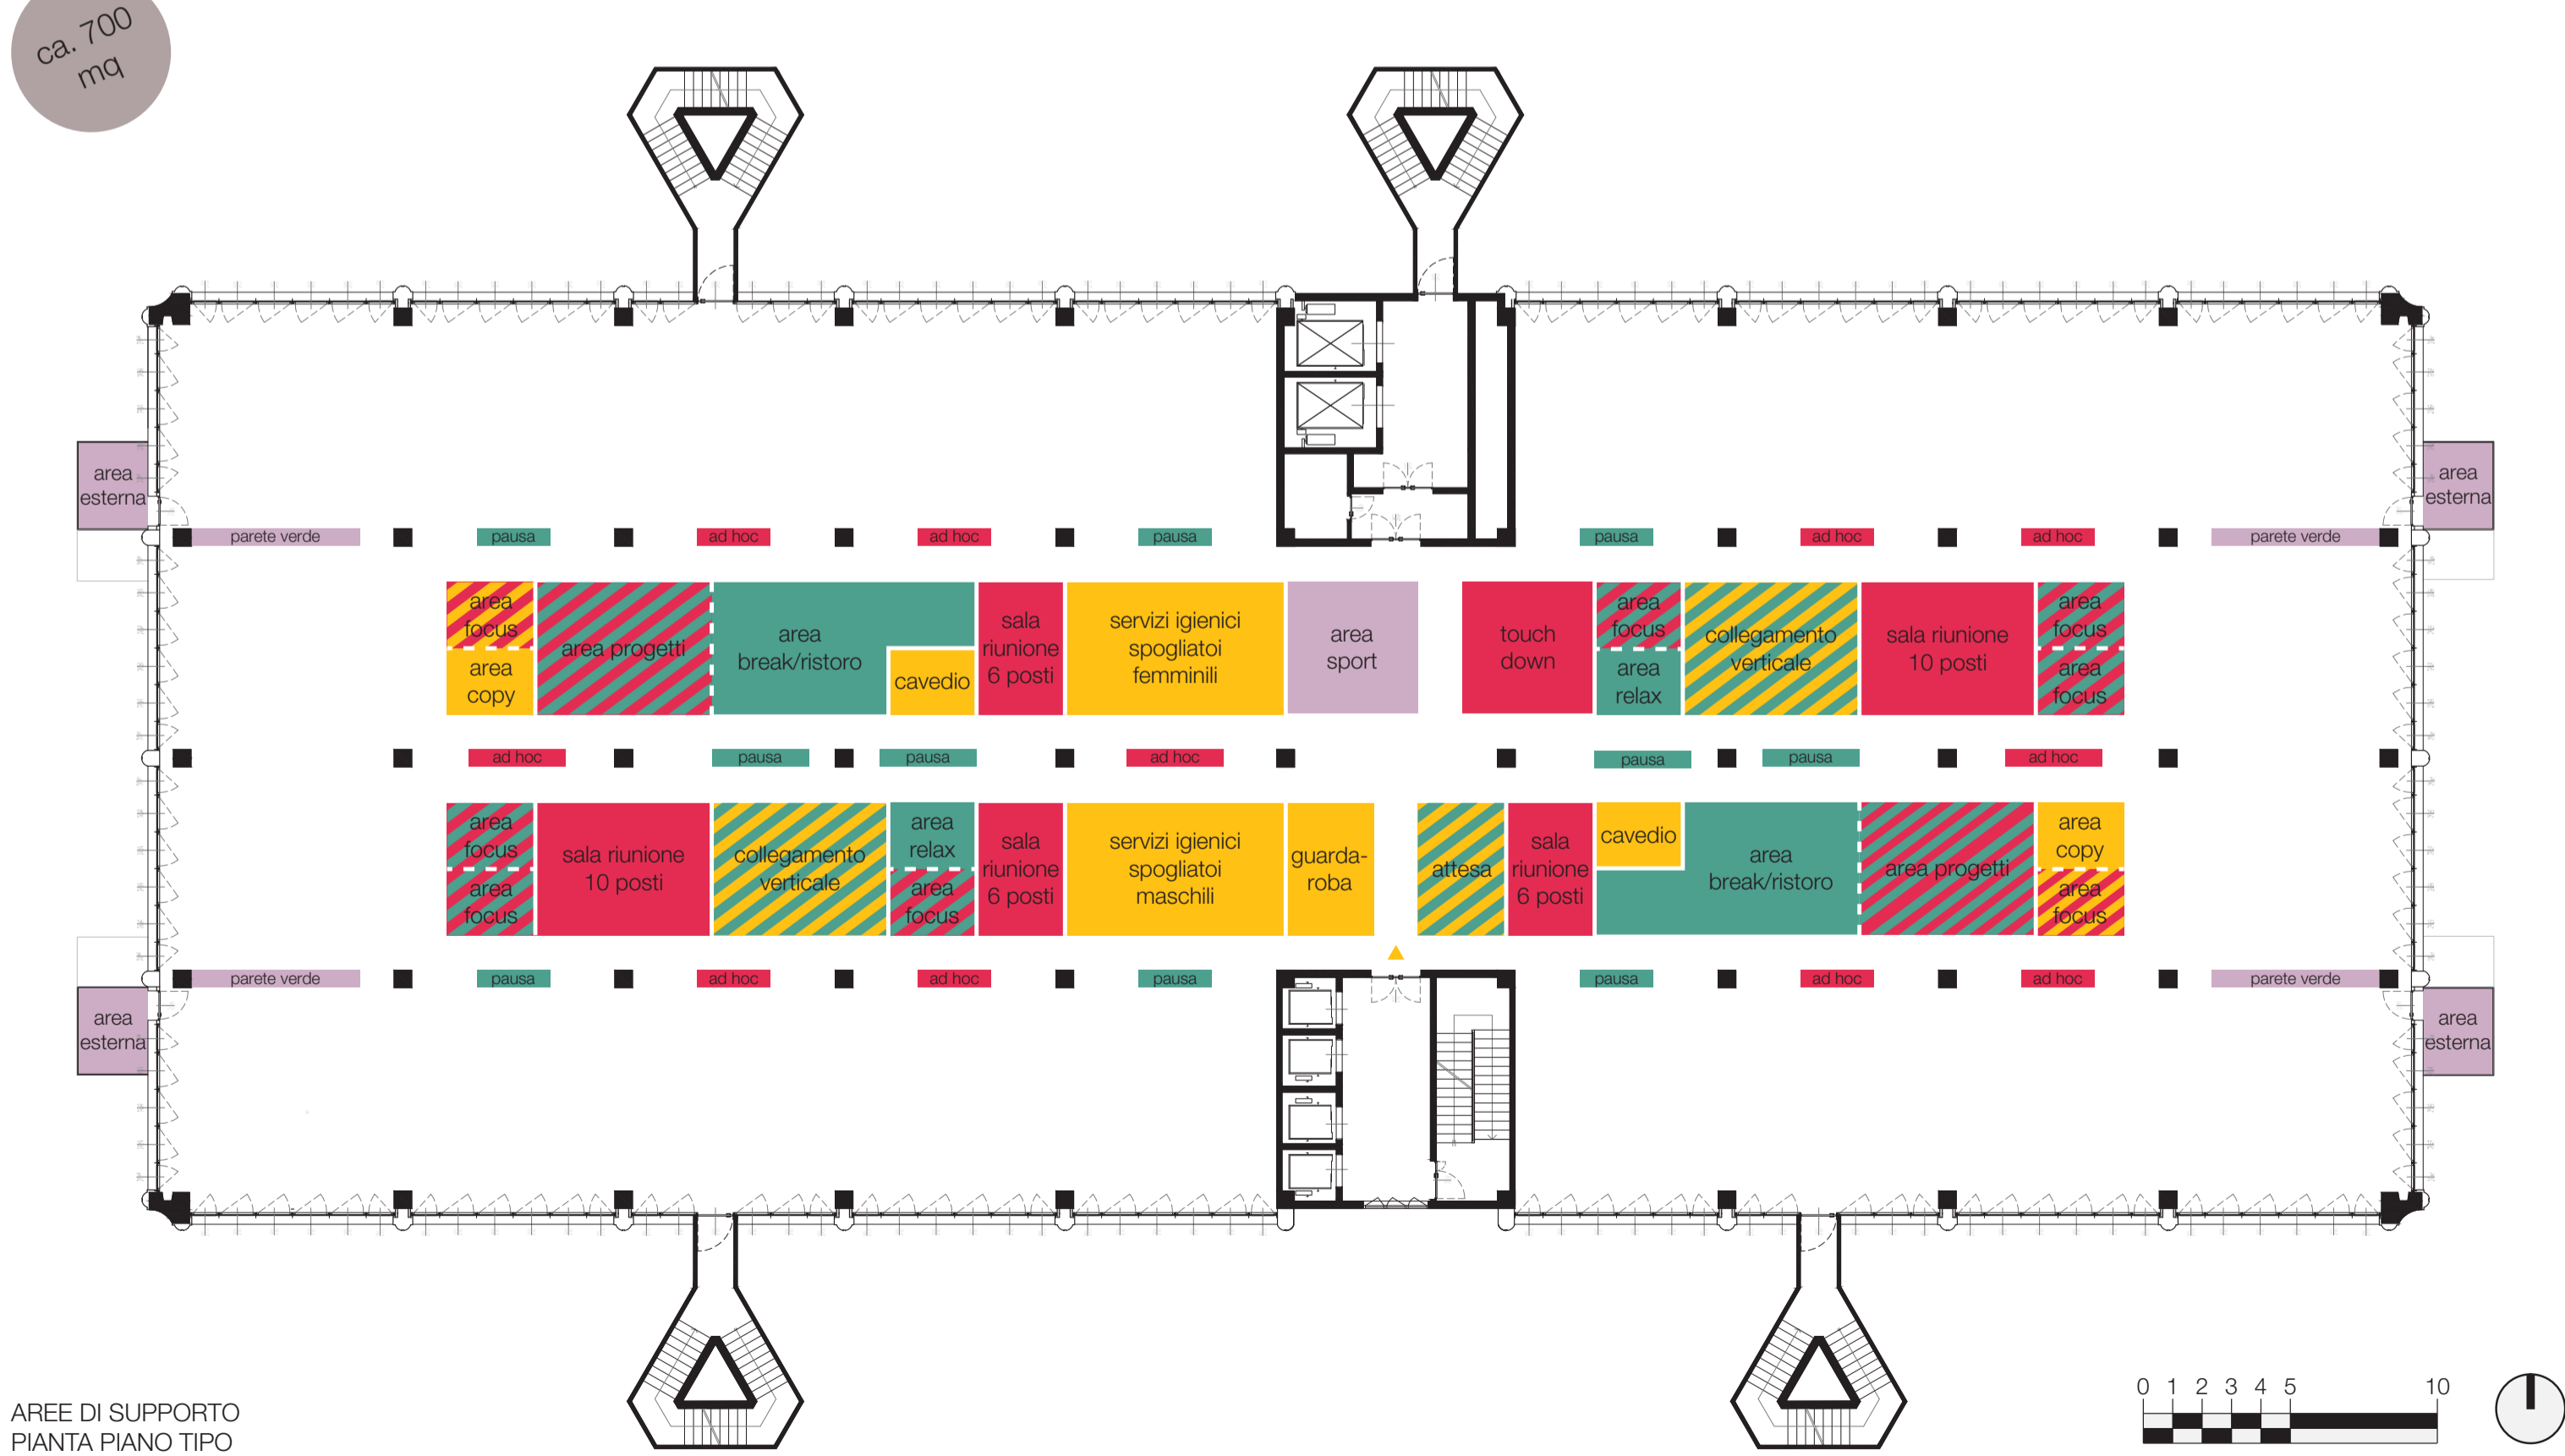 ca. 700
mq
area
esterna
area
esterna
parete verde
pausa
ad hoc
ad hoc
pausa
pausa
ad hoc
ad hoc
parete verde
area
focus
area
copy
area progetti
area
break/ristoro
cavedio
sala
riunione
6 posti
servizi igienici
spogliatoi
femminili
area
sport
touch
down
area
focus
area
relax
collegamento
verticale
sala riunione
10 posti
area
focus
area
focus
ad hoc
pausa
pausa
ad hoc
pausa
pausa
ad hoc
area
focus
area
focus
sala riunione
10 posti
collegamento
verticale
area
relax
area
focus
sala
riunione
6 posti
servizi igienici
spogliatoi
maschili
guarda-
roba
attesa
sala
riunione
6 posti
cavedio
area
break/ristoro
area progetti
area
copy
area
focus
parete verde
pausa
ad hoc
ad hoc
pausa
pausa
ad hoc
ad hoc
parete verde
area
esterna
area
esterna
0 1 2 3 4 5 10
AREE DI SUPPORTO
PIANTA PIANO TIPO